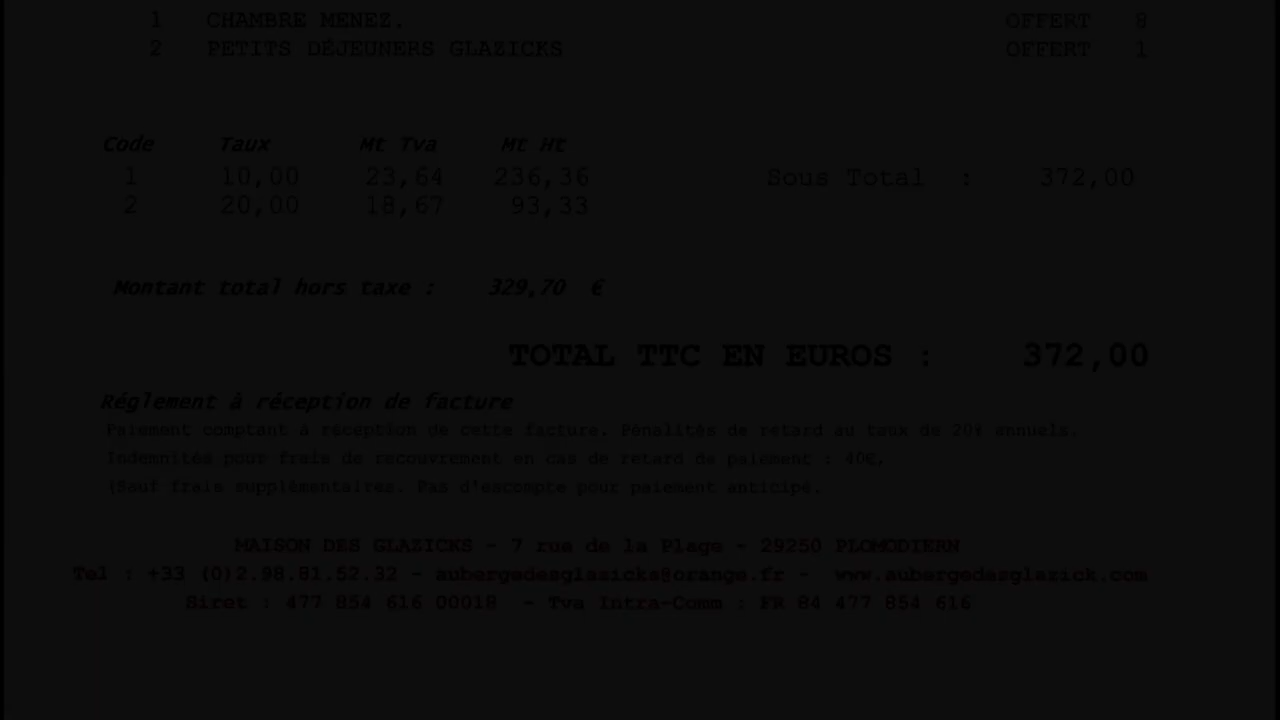 1 CHAMBRE MENEZ. OFFERT 8
2 PETITS DÉJEUNERS GLAZICKS OFFERT 1
Code Taux Mt Tva Mt Ht
1 10,00 23,64 236,36 Sous Total : 372,00
2 20,00 18,67 93,33
Montant total hors taxe : 329,70 €
TOTAL TTC EN EUROS : 372,00
Réglement à réception de facture
Paiement comptant à réception de cette facture. Pénalités de retard au taux de 20% annuels.
Indemnités pour frais de recouvrement en cas de retard de paiement : 40€.
(Sauf frais supplémentaires. Pas d'escompte pour paiement anticipé.
MAISON DES GLAZICKS - 7 rue de la Plage - 29250 PLOMODIERN
Tel : +33 (0)2.98.81.52.32 - aubergedesglasicks@orange.fr - www.aubergedesglazick.com
Siret : 477 854 616 00018 - Tva Intra-Comm : FR 84 477 854 616